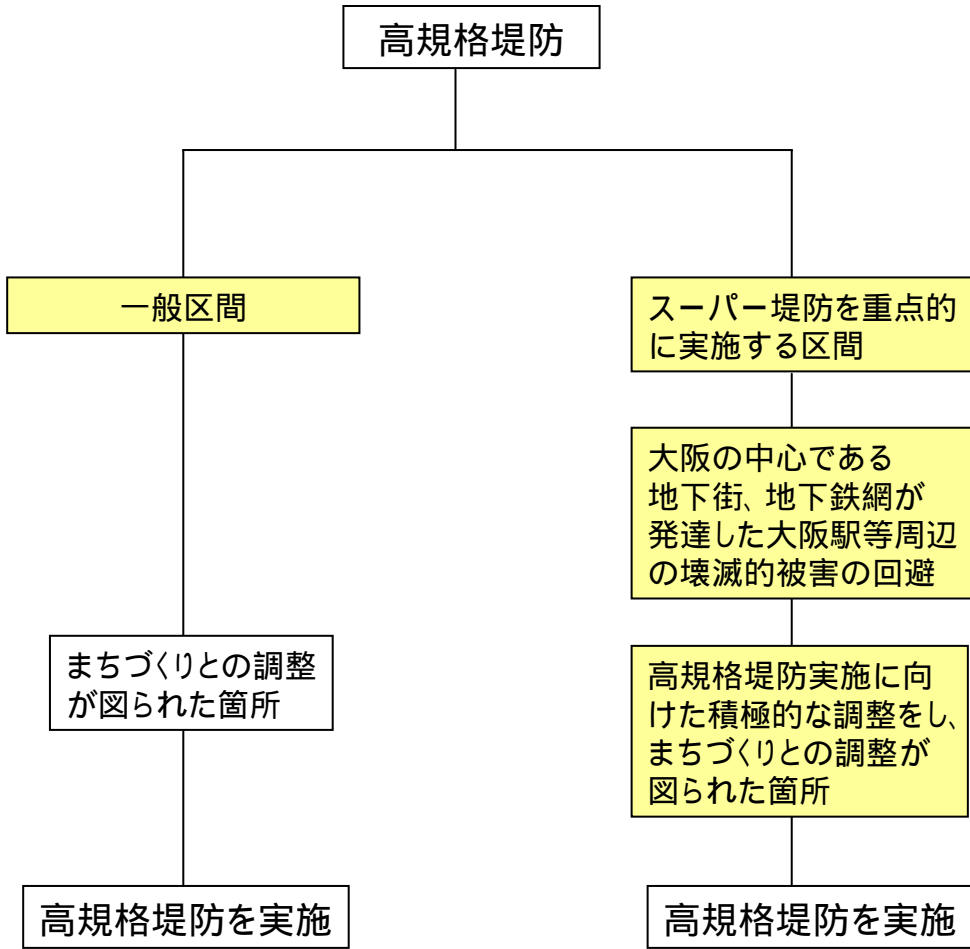 高規格堤防
一般区間
まちづくりとの調整
が図られた箇所
高規格堤防を実施
スーパー堤防を重点的
に実施する区間
大阪の中心である
地下街、地下鉄網が
発達した大阪駅等周辺
の壊滅的被害の回避
高規格堤防実施に向
けた積極的な調整をし、
まちづくりとの調整が
図られた箇所
高規格堤防を実施